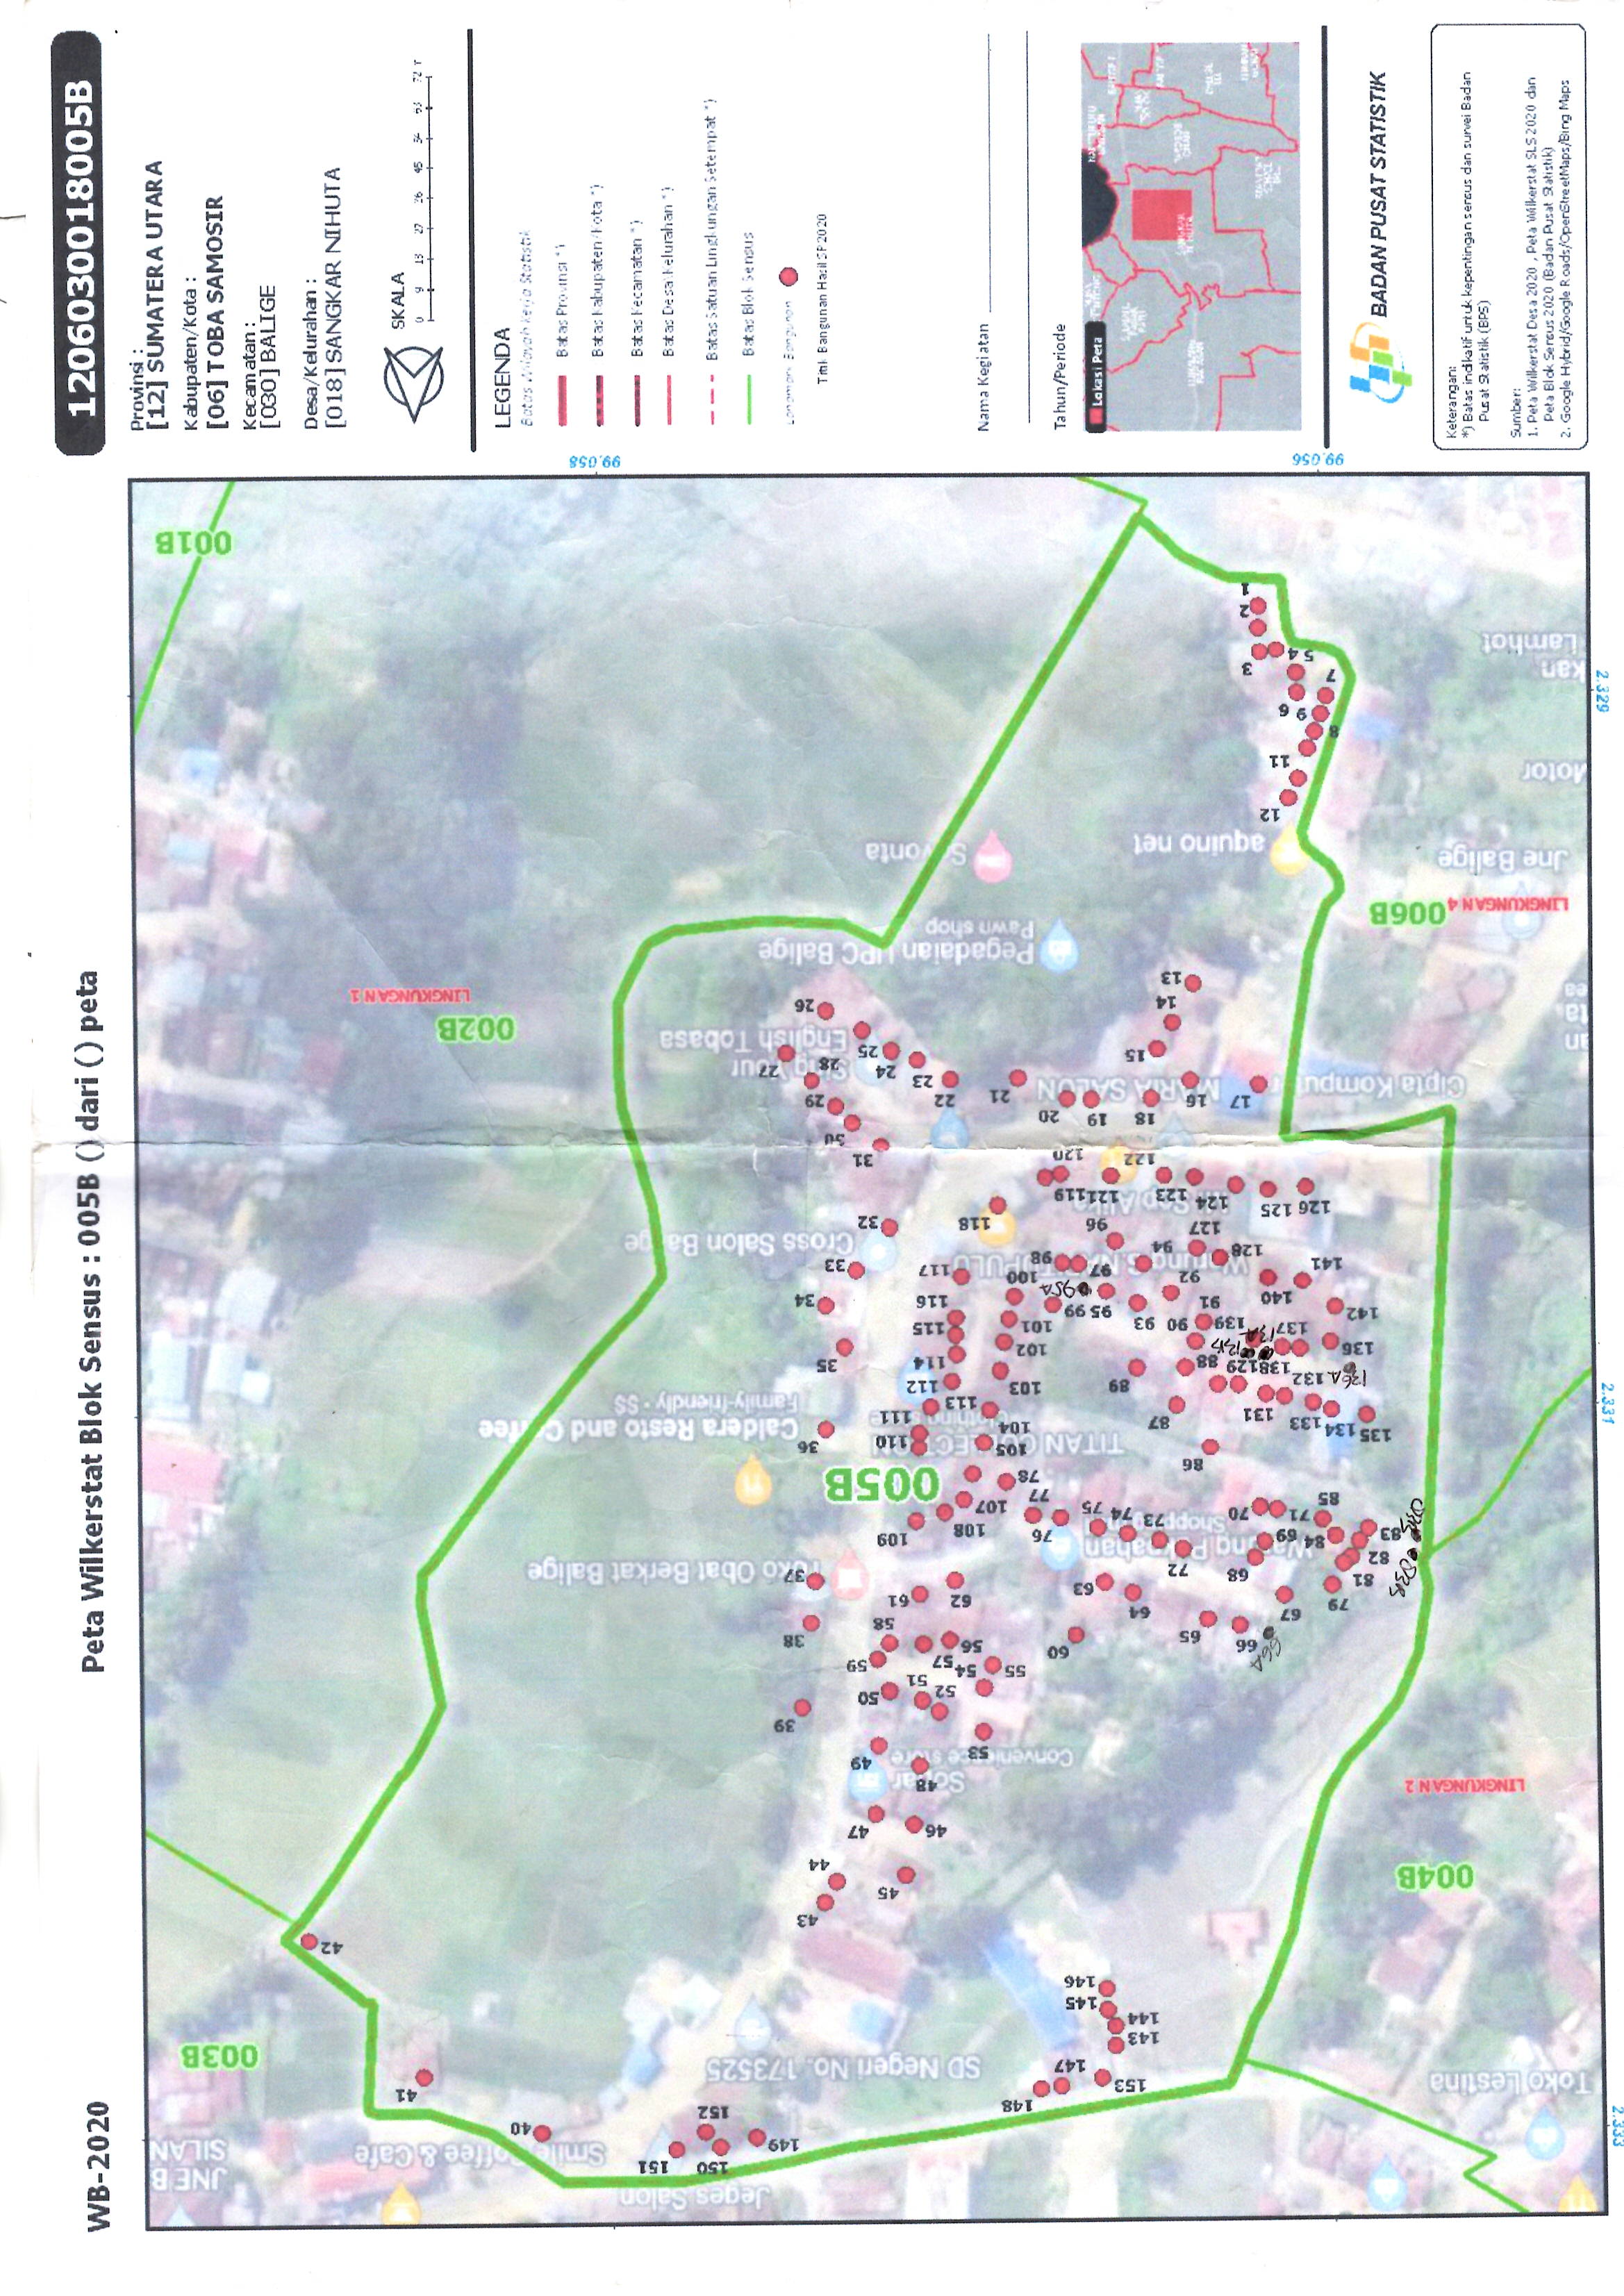 WB-2020
Peta Wilkerstat Blok Sensus : 005B () dari () peta
2.333
2.331
2.329
99.056
99.058
Jeges Salon
Smile Coffee & Cafe
JNE B
SILAN
Toko Lestina
SD Negeri No. 173525
003B
004B
LINGKUNGAN 2
149
150
151
152
40
41
153
147
148
143
144
145
146
42
43
44
45
46
47
48
Convenience store
49
53
39
52
51
50
55
54
57
59
56
58
66A
66
65
60
38
67
64
63
62
61
37
Toko Obat Berkat Balige
79
81
82
83
84
85
68
69
71
70
72
Shopping
73
74
75
76
77
78
108
109
107
005B
86
105
104
110
36
Caldera Resto and Coffee
Family-friendly • $$
135
134
133
131
87
113
111
136A
132
138
129
88
89
103
112
13B
136
137
13A
139
90
93
102
114
35
101
115
142
140
91
95
99
95A
100
116
34
141
92
97
98
117
33
128
127
94
96
Cross Salon Balige
32
126
125
124
123
122
121
119
120
118
31
30
Cipta Komputer
17
16
MARIA SALON
18
19
20
21
22
23
24
25
28
29
27
26
Sing Your
English Tobasa
15
14
13
002B
LINGKUNGAN 1
Pegadaian UPC Balige
Pawn shop
LINGKUNGAN 4
006B
Jne Balige
aquino net
Motor
12
11
8
9
6
7
5
4
3
2
1
kan
Lamhot
001B
1206030018005B
Provinsi :
[12] SUMATERA UTARA
Kabupaten/Kota :
[06] TOBA SAMOSIR
Kecamatan :
[030] BALIGE
Desa/Kelurahan :
[018] SANGKAR NIHUTA
SKALA
LEGENDA
Batas Wilayah Kerja Statistik
Batas Provinsi *)
Batas Kabupaten/Kota *)
Batas Kecamatan *)
Batas Desa/Kelurahan *)
Batas Satuan Lingkungan Setempat *)
Batas Blok Sensus
Titik Bangunan Hasil SP2020
Nama Kegiatan
Tahun/Periode
Lokasi Peta
BADAN PUSAT STATISTIK
Keterangan:
*) Batas indikatif untuk kepentingan sensus dan survei Badan
Pusat Statistik (BPS)
Sumber:
1. Peta Wilkerstat Desa 2020 , Peta Wilkerstat SLS 2020 dan
Peta Blok Sensus 2020 (Badan Pusat Statistik)
2. Google Hybrid/Google Roads/OpenStreetMaps/Bing Maps